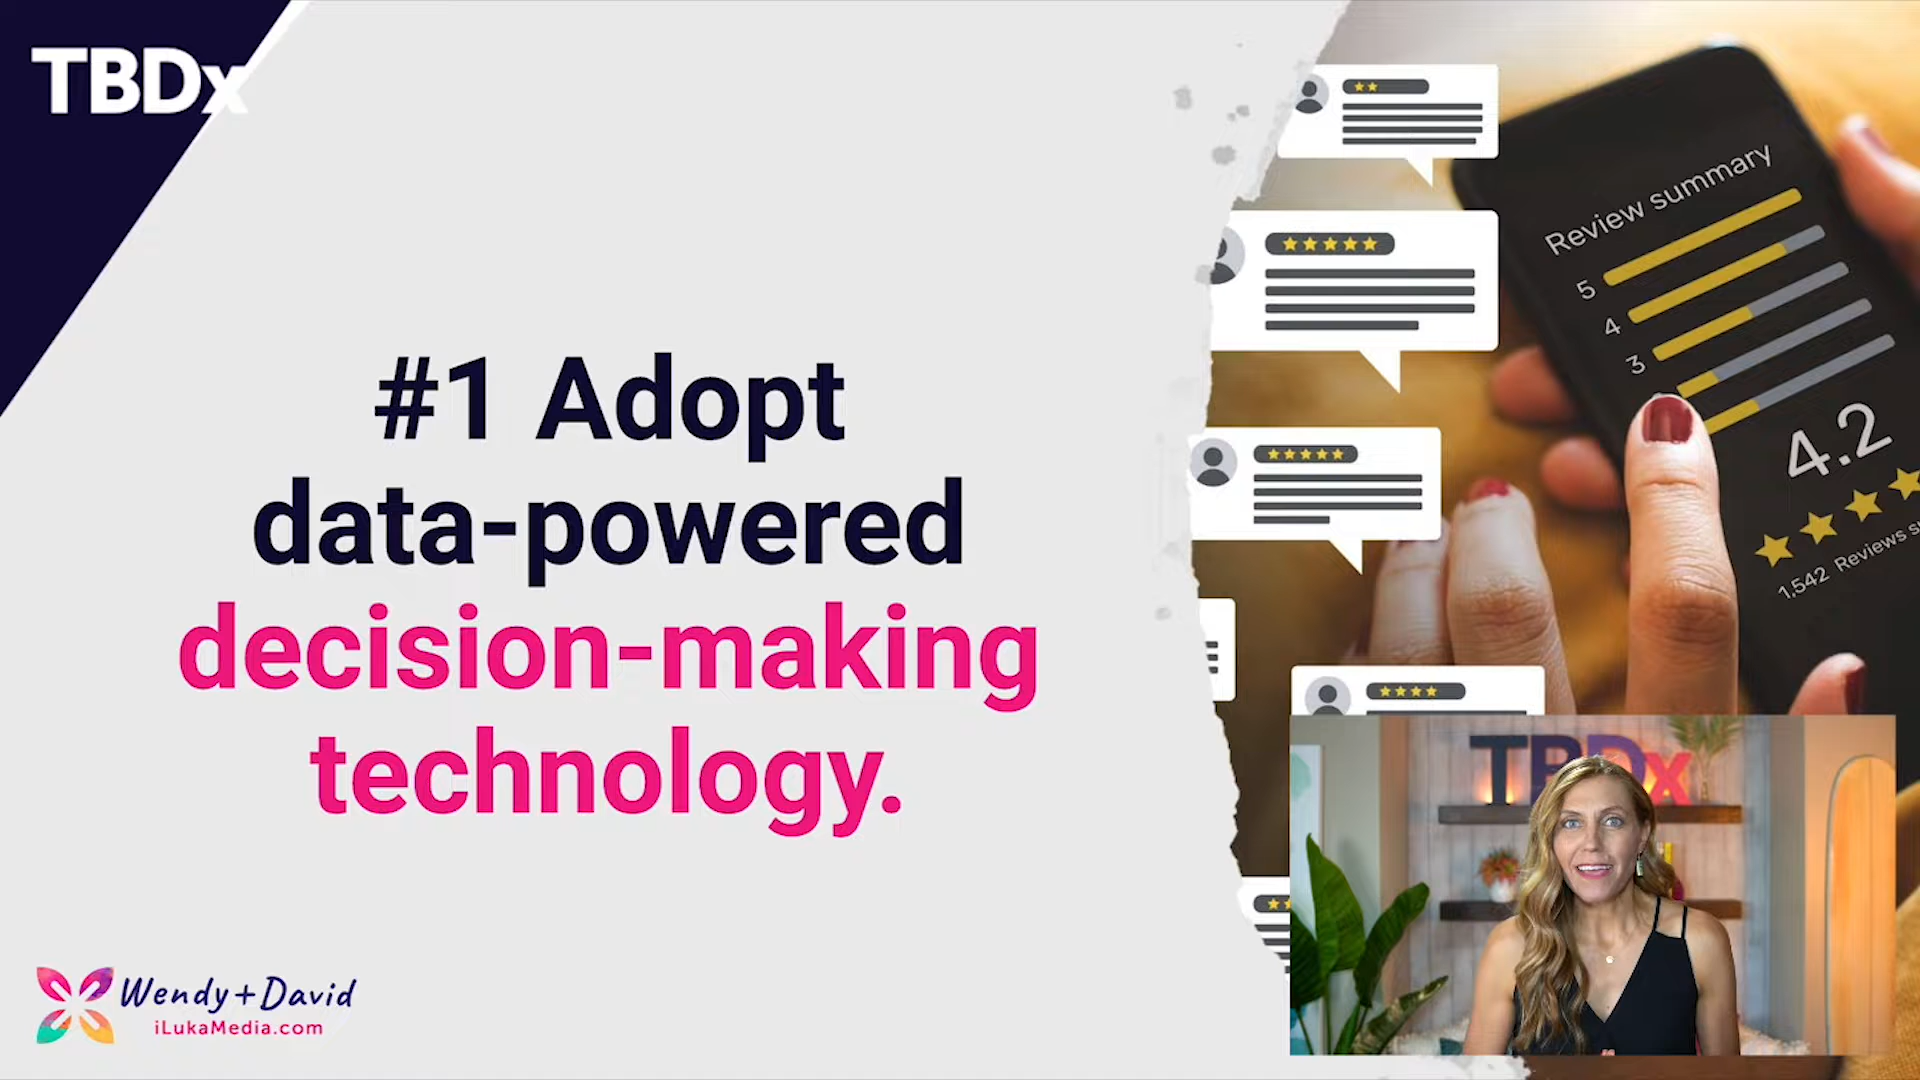 TBDx
#1 Adopt
data-powered
decision-making
technology.
Wendy+David
iLukaMedia.com
Review summary
5
4
3
4.2
1,542 Reviews
TBDx